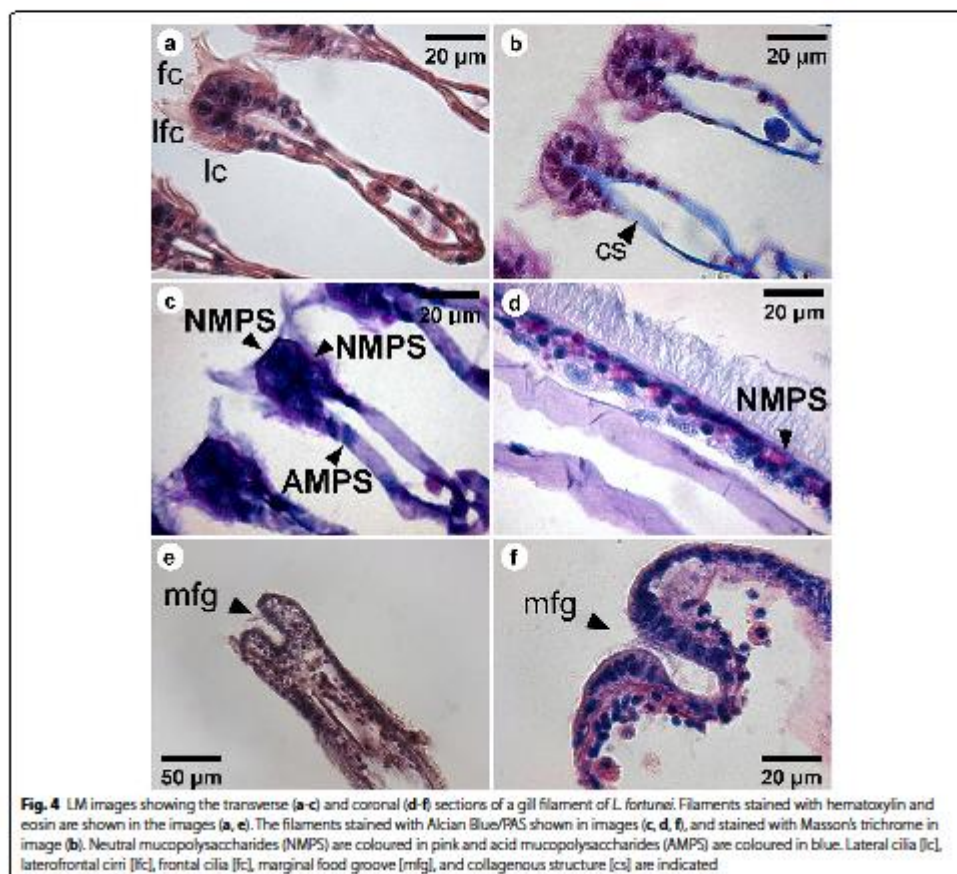 a
20 µm
fc
lfc
lc
b
20 µm
cs
c
20 µm
NMPS
NMPS
AMPS
d
20 µm
NMPS
e
mfg
50 µm
f
mfg
20 µm
Fig. 4 LM images showing the transverse (a-c) and coronal (d-f) sections of a gill filament of L. fortunei. Filaments stained with hematoxylin and
eosin are shown in the images (a, e). The filaments stained with Alcian Blue/PAS shown in images (c, d, f), and stained with Masson's trichrome in
image (b). Neutral mucopolysaccharides (NMPS) are coloured in pink and acid mucopolysaccharides (AMPS) are coloured in blue. Lateral cilia [lc],
laterofrontal cirri [lfc], frontal cilia [fc], marginal food groove [mfg], and collagenous structure [cs] are indicated